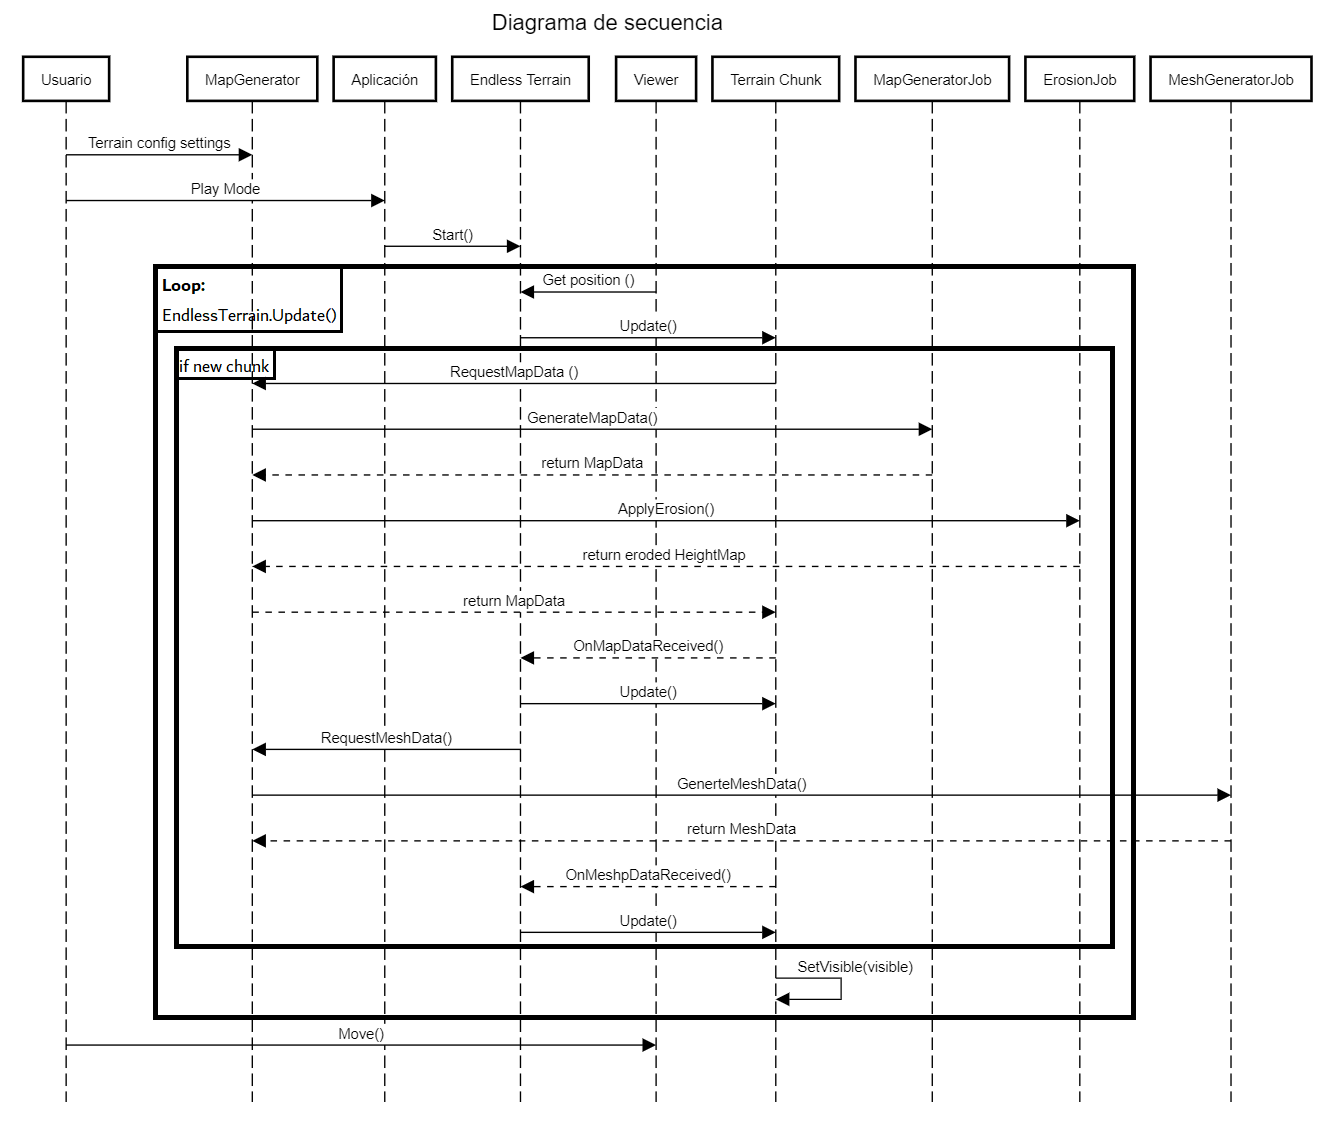 Diagrama de secuencia
Usuario
MapGenerator
Aplicación
Endless Terrain
Viewer
Terrain Chunk
MapGeneratorJob
ErosionJob
MeshGeneratorJob
Terrain config settings
Play Mode
Start()
Loop:
EndlessTerrain.Update()
Get position ()
Update()
if new chunk
RequestMapData ()
GenerateMapData()
return MapData
ApplyErosion()
return eroded HeightMap
return MapData
OnMapDataReceived()
Update()
RequestMeshData()
GenerteMeshData()
return MeshData
OnMeshpDataReceived()
Update()
SetVisible(visible)
Move()